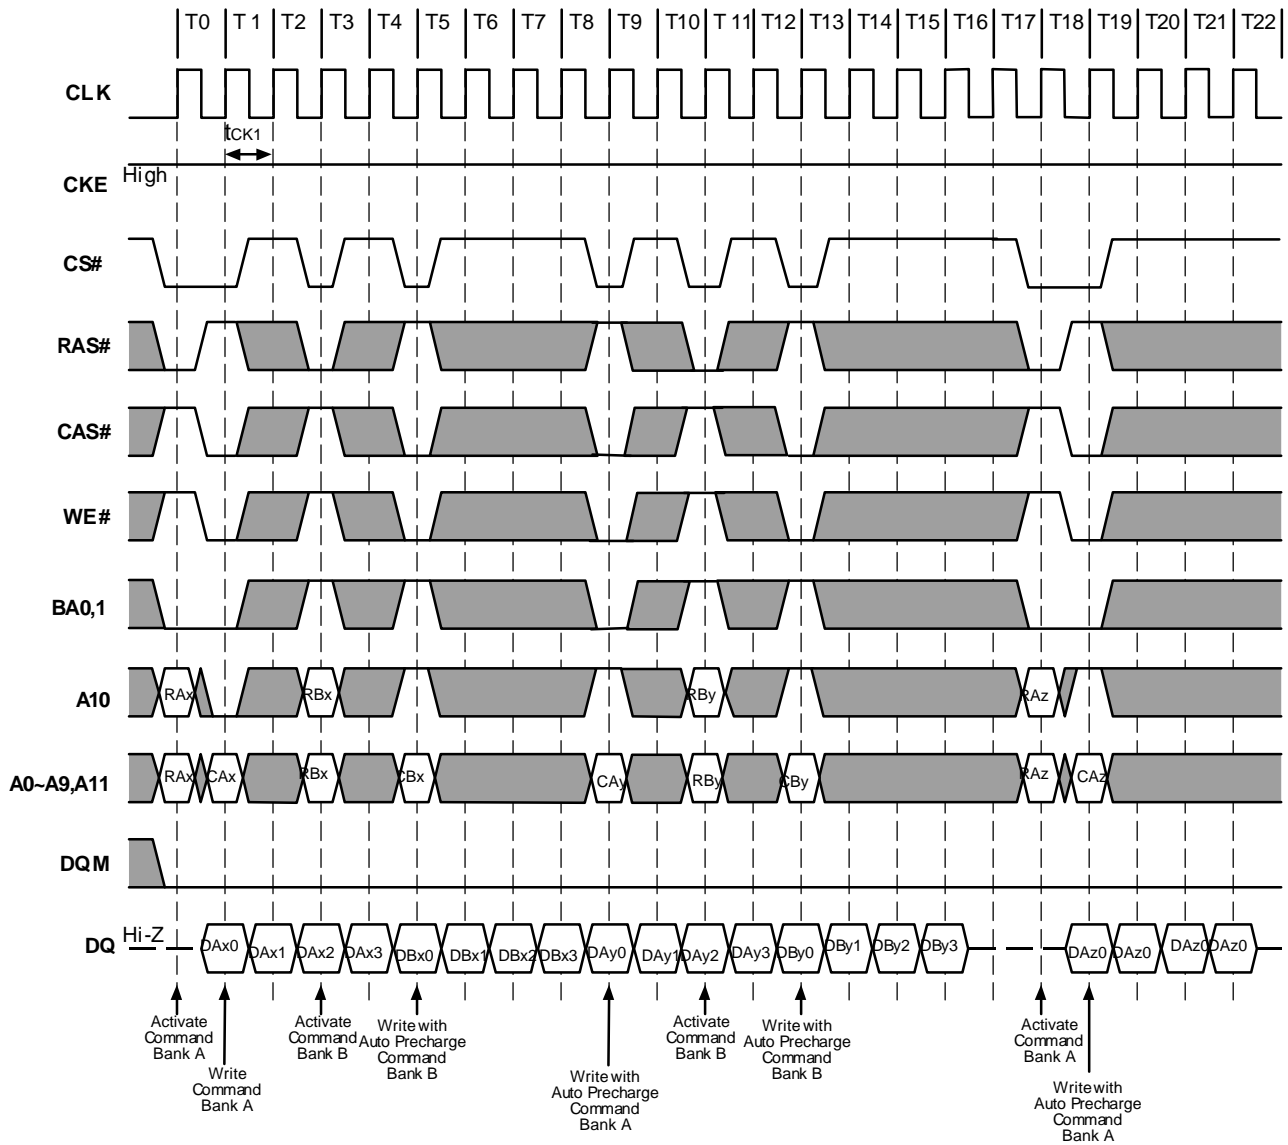 T0 T 1 T2 T3 T4 T5 T6 T7 T8 T9 T10 T 11 T12 T13 T14 T15 T16 T17 T18 T19 T20 T21 T22
CLK
tCK1
High
CKE
CS#
RAS#
CAS#
WE#
BA0,1
A10
RAx RBx RBy RAz
A0~A9,A11
RAx CAx RBx CBx CAy RBy CBy RAz CAz
DQM
DQ
Hi-Z
DAx0 DAx1 DAx2 DAx3 DBx0 DBx1 DBx2 DBx3 DAy0 DAy1 DAy2 DAy3 DBy0 DBy1 DBy2 DBy3 DAz0 DAz0 DAz0 DAz0
Activate
Command
Bank A
Write
Command
Bank A
Activate
Command
Bank B
Write with
Auto Precharge
Command
Bank B
Write with
Auto Precharge
Command
Bank A
Activate
Command
Bank B
Write with
Auto Precharge
Command
Bank B
Activate
Command
Bank A
Write with
Auto Precharge
Command
Bank A